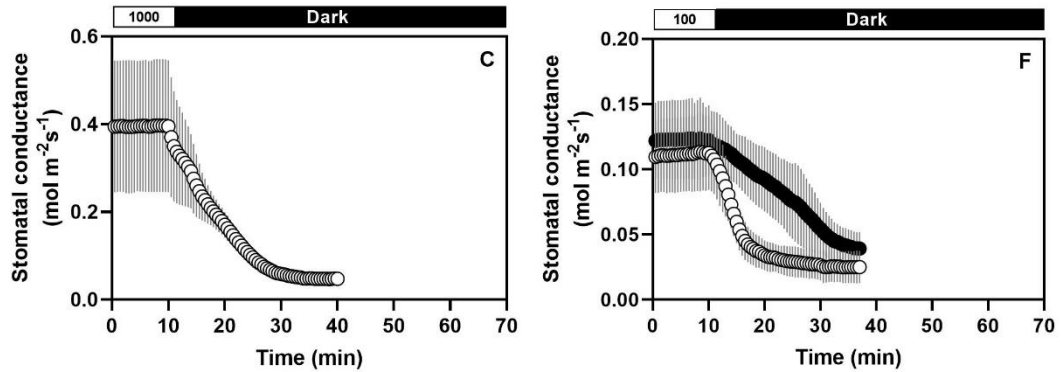 1000 Dark
C
Stomatal conductance
(mol m⁻²s⁻¹)
0.6
0.4
0.2
0.0
0 10 20 30 40 50 60 70
Time (min)
100 Dark
F
Stomatal conductance
(mol m⁻²s⁻¹)
0.20
0.15
0.10
0.05
0.00
0 10 20 30 40 50 60 70
Time (min)